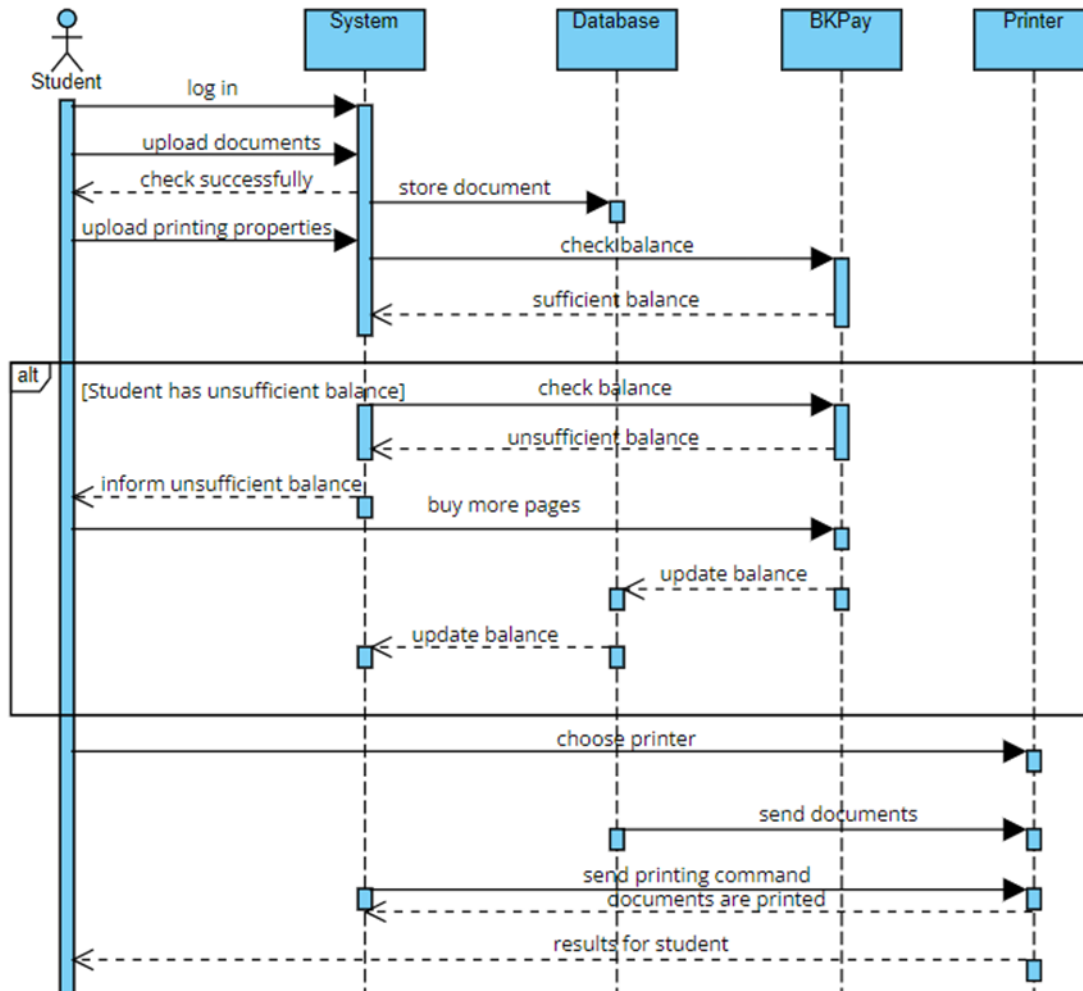 System
Database
BKPay
Printer
Student
log in
upload documents
check successfully
store document
upload printing properties
check balance
sufficient balance
alt
[Student has unsufficient balance]
check balance
unsufficient balance
inform unsufficient balance
buy more pages
update balance
update balance
choose printer
send documents
send printing command
documents are printed
results for student